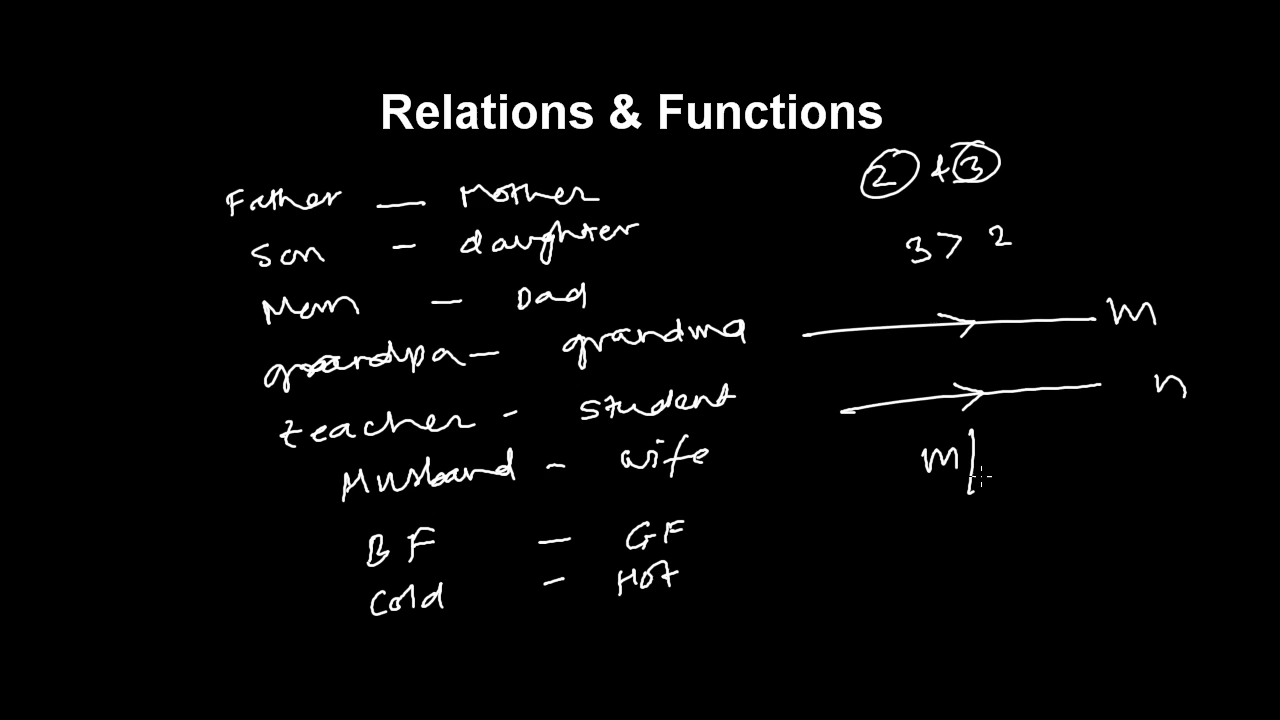 Relations & Functions
Father — Mother
Son - daughter
Mom — Dad
grandpa - grandma
teacher - student
Husband - wife
BF — GF
Cold - Hot
2 & 3
3 > 2
m
n
m|